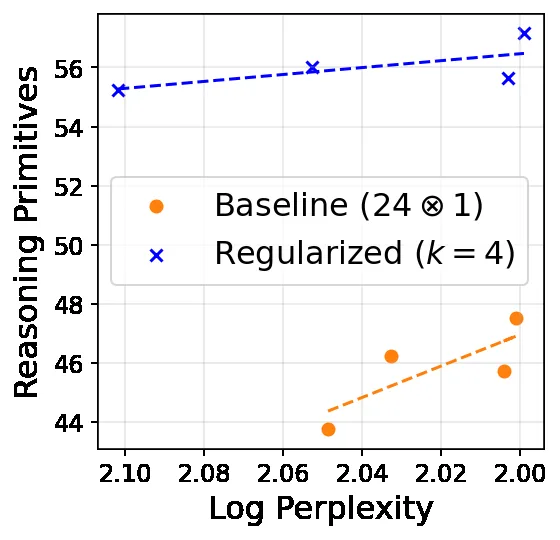 Reasoning Primitives
56
54
52
50
48
46
44
Baseline (24 ⊗ 1)
Regularized (k = 4)
2.10 2.08 2.06 2.04 2.02 2.00
Log Perplexity